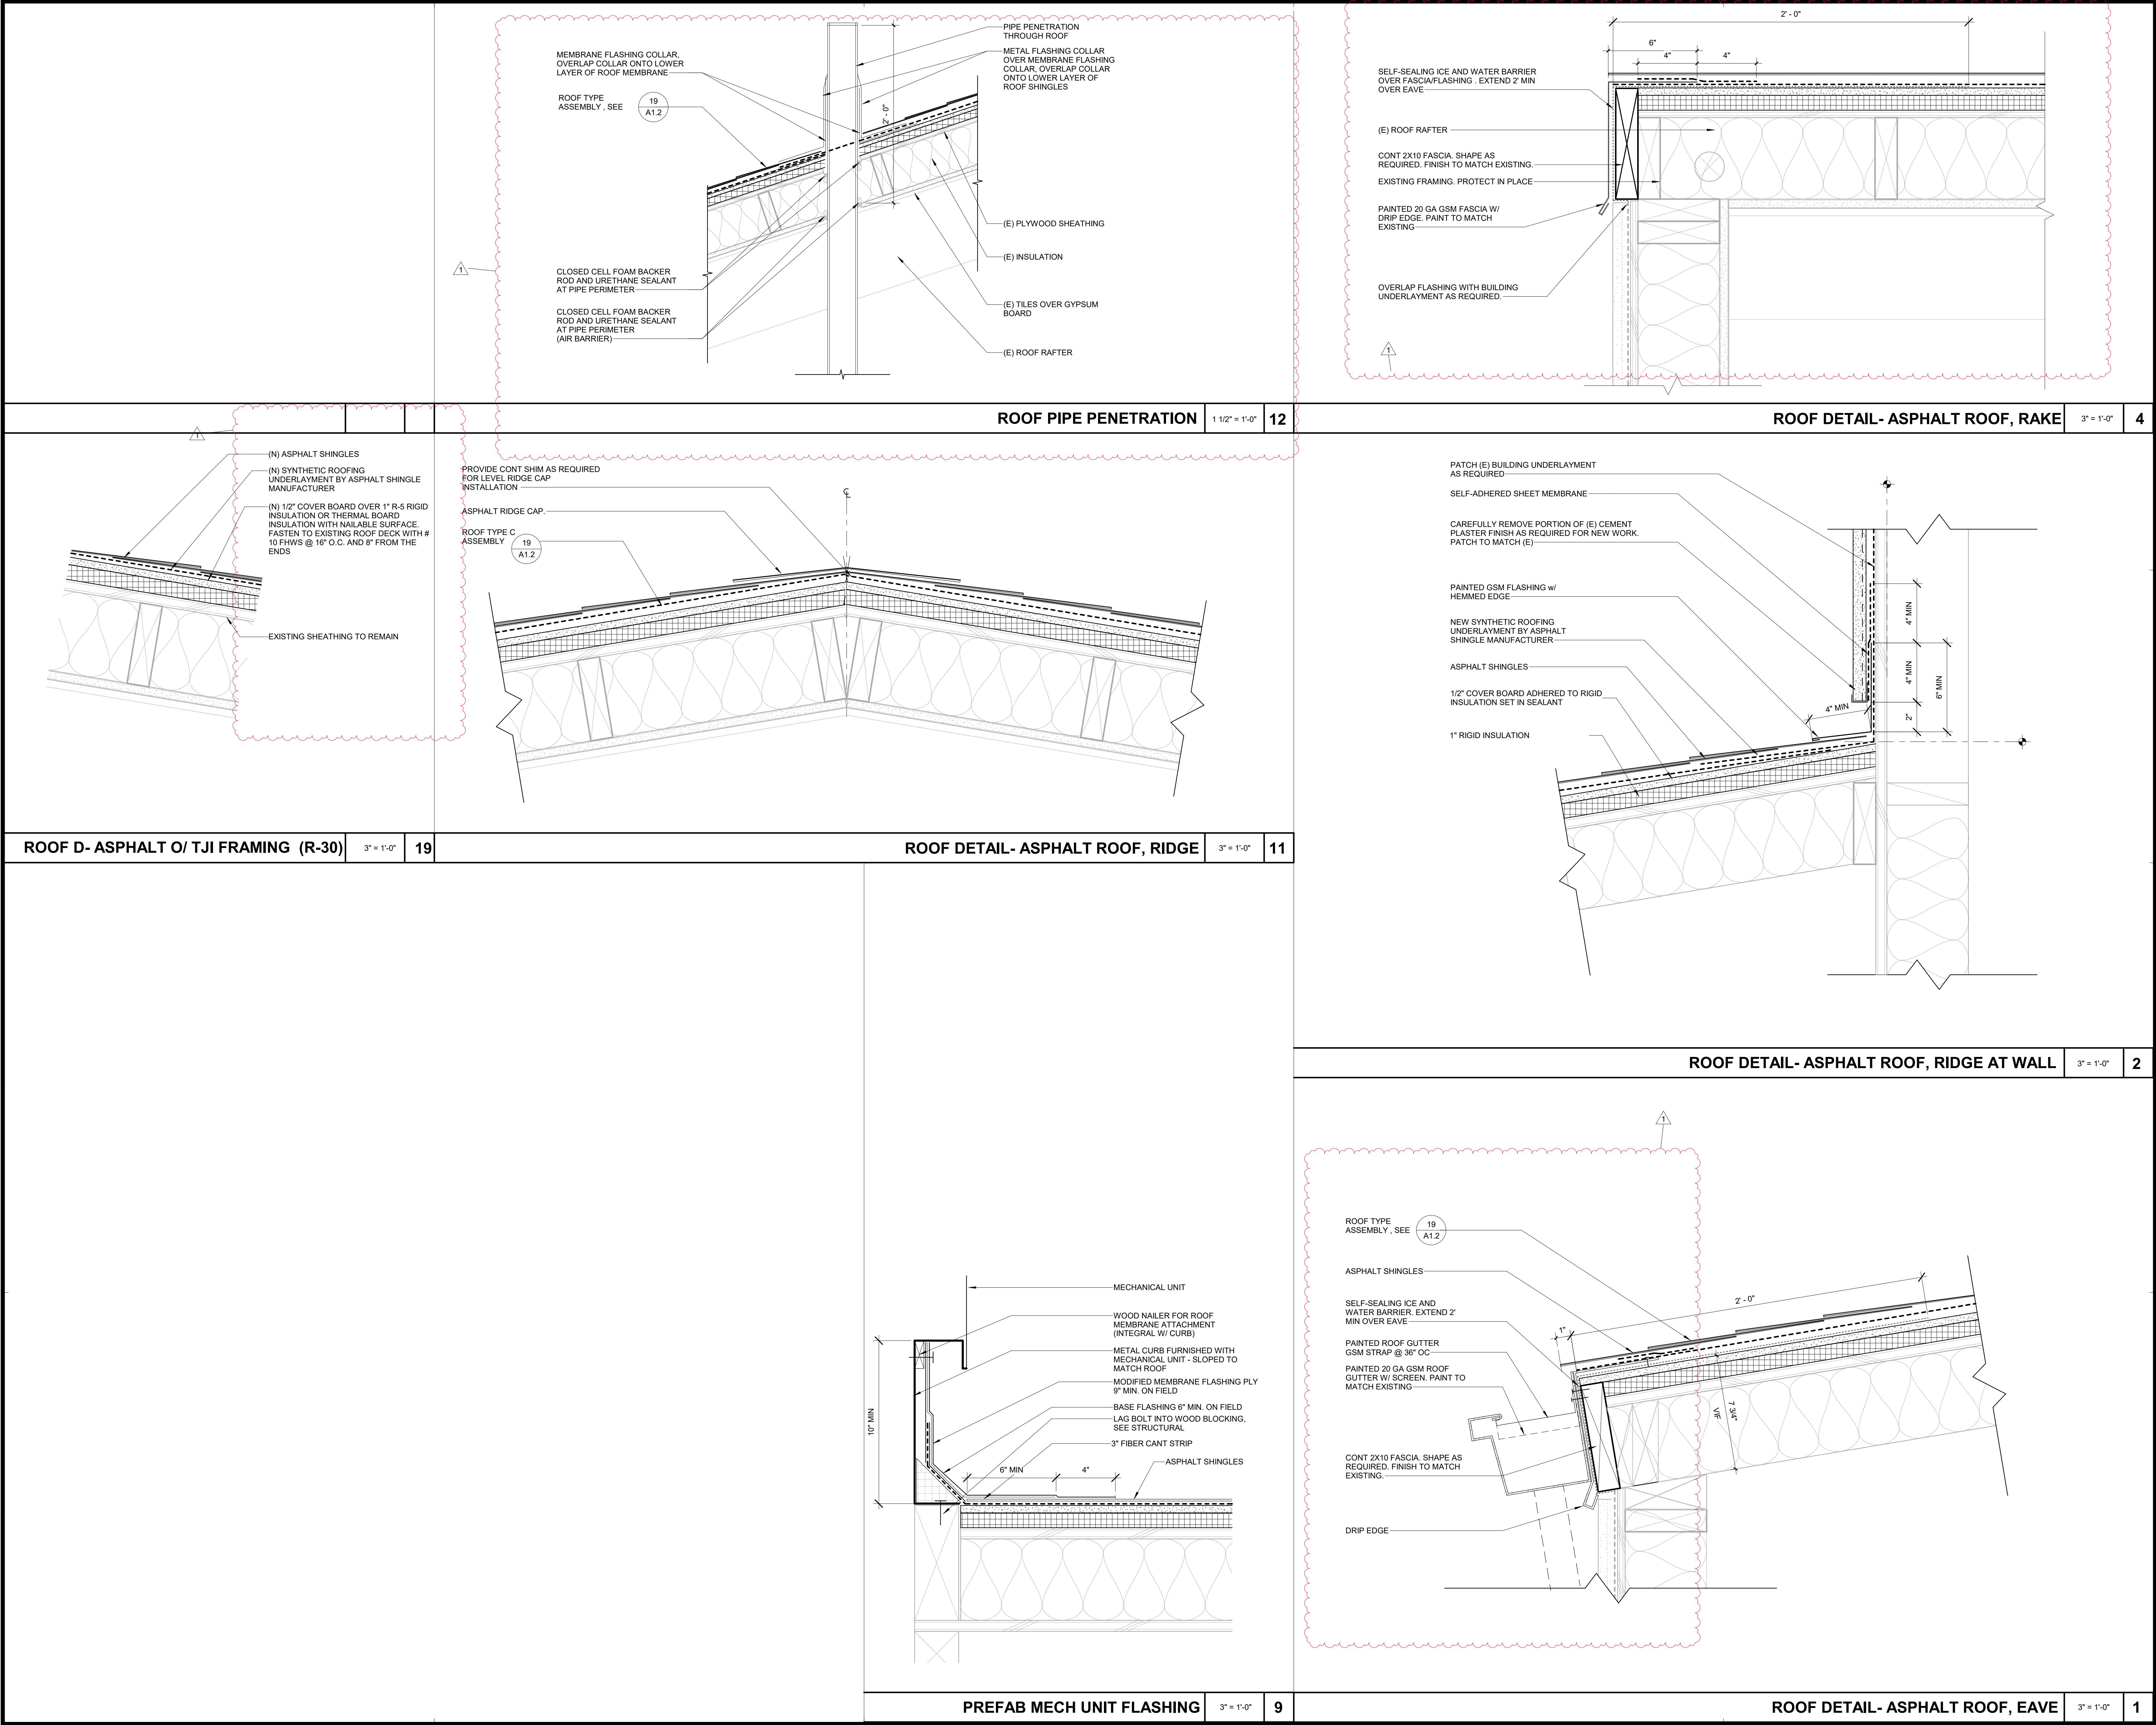 MEMBRANE FLASHING COLLAR,
OVERLAP COLLAR ONTO LOWER
LAYER OF ROOF MEMBRANE
ROOF TYPE
ASSEMBLY , SEE
19
A1.2
CLOSED CELL FOAM BACKER
ROD AND URETHANE SEALANT
AT PIPE PERIMETER
CLOSED CELL FOAM BACKER
ROD AND URETHANE SEALANT
AT PIPE PERIMETER
(AIR BARRIER)
1
2' - 0"
PIPE PENETRATION
THROUGH ROOF
METAL FLASHING COLLAR
OVER MEMBRANE FLASHING
COLLAR, OVERLAP COLLAR
ONTO LOWER LAYER OF
ROOF SHINGLES
(E) PLYWOOD SHEATHING
(E) INSULATION
(E) TILES OVER GYPSUM
BOARD
(E) ROOF RAFTER
ROOF PIPE PENETRATION
1 1/2" = 1'-0"
12
2' - 0"
6"
4"
4"
SELF-SEALING ICE AND WATER BARRIER
OVER FASCIA/FLASHING . EXTEND 2' MIN
OVER EAVE
(E) ROOF RAFTER
CONT 2X10 FASCIA. SHAPE AS
REQUIRED. FINISH TO MATCH EXISTING.
EXISTING FRAMING. PROTECT IN PLACE
PAINTED 20 GA GSM FASCIA W/
DRIP EDGE. PAINT TO MATCH
EXISTING
OVERLAP FLASHING WITH BUILDING
UNDERLAYMENT AS REQUIRED.
1
ROOF DETAIL- ASPHALT ROOF, RAKE
3" = 1'-0"
4
1
(N) ASPHALT SHINGLES
(N) SYNTHETIC ROOFING
UNDERLAYMENT BY ASPHALT SHINGLE
MANUFACTURER
(N) 1/2" COVER BOARD OVER 1" R-5 RIGID
INSULATION OR THERMAL BOARD
INSULATION WITH NAILABLE SURFACE.
FASTEN TO EXISTING ROOF DECK WITH #
10 FHWS @ 16" O.C. AND 8" FROM THE
ENDS
EXISTING SHEATHING TO REMAIN
ROOF D- ASPHALT O/ TJI FRAMING (R-30)
3" = 1'-0"
19
PROVIDE CONT SHIM AS REQUIRED
FOR LEVEL RIDGE CAP
INSTALLATION
ASPHALT RIDGE CAP.
ROOF TYPE C
ASSEMBLY
19
A1.2
ROOF DETAIL- ASPHALT ROOF, RIDGE
3" = 1'-0"
11
PATCH (E) BUILDING UNDERLAYMENT
AS REQUIRED
SELF-ADHERED SHEET MEMBRANE
CAREFULLY REMOVE PORTION OF (E) CEMENT
PLASTER FINISH AS REQUIRED FOR NEW WORK.
PATCH TO MATCH (E)
PAINTED GSM FLASHING w/
HEMMED EDGE
NEW SYNTHETIC ROOFING
UNDERLAYMENT BY ASPHALT
SHINGLE MANUFACTURER
ASPHALT SHINGLES
1/2" COVER BOARD ADHERED TO RIGID
INSULATION SET IN SEALANT
1" RIGID INSULATION
4" MIN
4" MIN
4" MIN
6" MIN
2"
ROOF DETAIL- ASPHALT ROOF, RIDGE AT WALL
3" = 1'-0"
2
MECHANICAL UNIT
WOOD NAILER FOR ROOF
MEMBRANE ATTACHMENT
(INTEGRAL W/ CURB)
METAL CURB FURNISHED WITH
MECHANICAL UNIT - SLOPED TO
MATCH ROOF
MODIFIED MEMBRANE FLASHING PLY
9" MIN. ON FIELD
BASE FLASHING 6" MIN. ON FIELD
LAG BOLT INTO WOOD BLOCKING,
SEE STRUCTURAL
3" FIBER CANT STRIP
ASPHALT SHINGLES
10" MIN
6" MIN
4"
PREFAB MECH UNIT FLASHING
3" = 1'-0"
9
1
ROOF TYPE
ASSEMBLY , SEE
19
A1.2
ASPHALT SHINGLES
SELF-SEALING ICE AND
WATER BARRIER. EXTEND 2'
MIN OVER EAVE
PAINTED ROOF GUTTER
GSM STRAP @ 36" OC
PAINTED 20 GA GSM ROOF
GUTTER W/ SCREEN. PAINT TO
MATCH EXISTING
CONT 2X10 FASCIA. SHAPE AS
REQUIRED. FINISH TO MATCH
EXISTING.
DRIP EDGE
1"
2' - 0"
7 3/4"
VIF
ROOF DETAIL- ASPHALT ROOF, EAVE
3" = 1'-0"
1